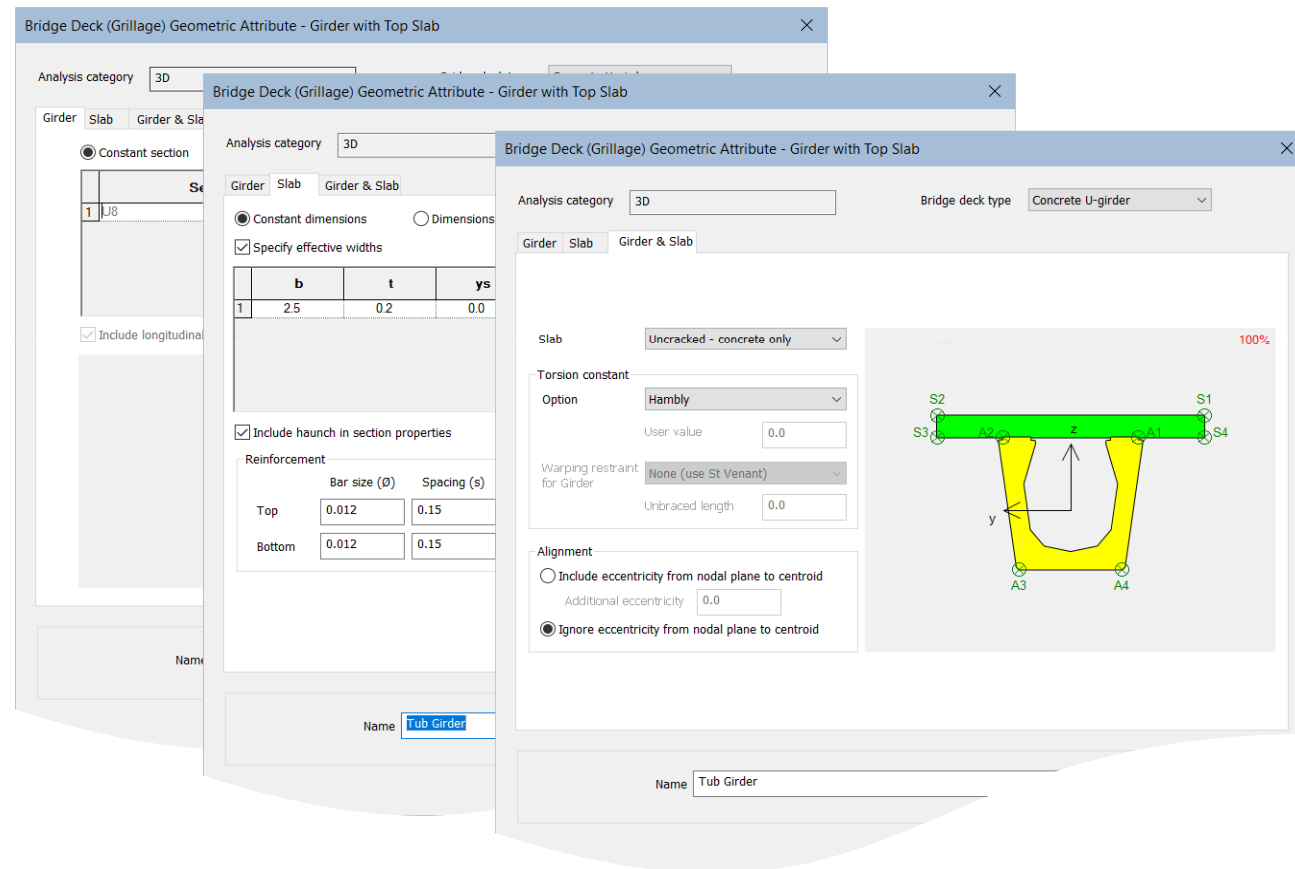 Bridge Deck (Grillage) Geometric Attribute - Girder with Top Slab
Analysis category 3D
Girder Slab Girder & Sla
Constant section
Se
1 U8
Include longitudinal
Name
Bridge Deck (Grillage) Geometric Attribute - Girder with Top Slab
Analysis category 3D
Girder Slab Girder & Slab
Constant dimensions Dimensions
Specify effective widths
b t ys
1 2.5 0.2 0.0
Include haunch in section properties
Reinforcement
Bar size (Ø) Spacing (s)
Top 0.012 0.15
Bottom 0.012 0.15
Name Tub Girder
Bridge Deck (Grillage) Geometric Attribute - Girder with Top Slab
Analysis category 3D Bridge deck type Concrete U-girder
Girder Slab Girder & Slab
Slab Uncracked - concrete only
Torsion constant
Option Hambly
User value 0.0
Warping restraint for Girder None (use St Venant)
Unbraced length 0.0
Alignment
Include eccentricity from nodal plane to centroid
Additional eccentricity 0.0
Ignore eccentricity from nodal plane to centroid
100%
S2 S1
S3 A2 z A1 S4
y
A3 A4
Name Tub Girder